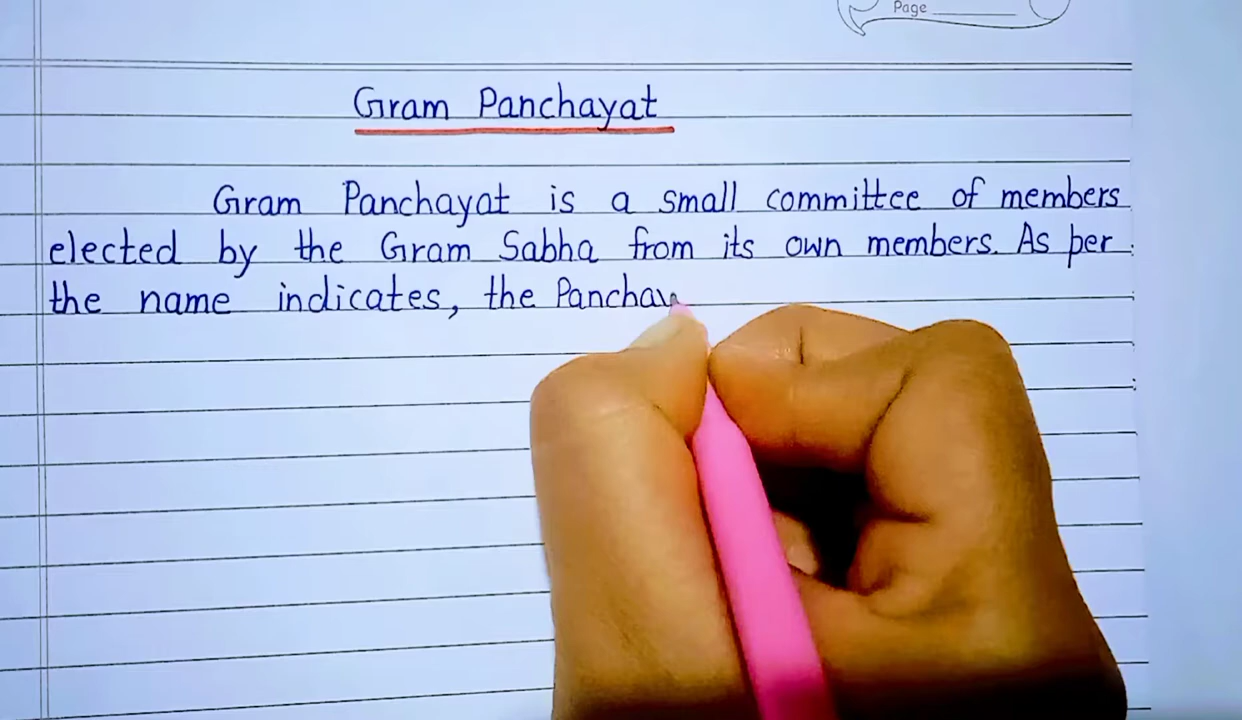 Page
Gram Panchayat
Gram Panchayat is a small committee of members
elected by the Gram Sabha from its own members. As per
the name indicates, the